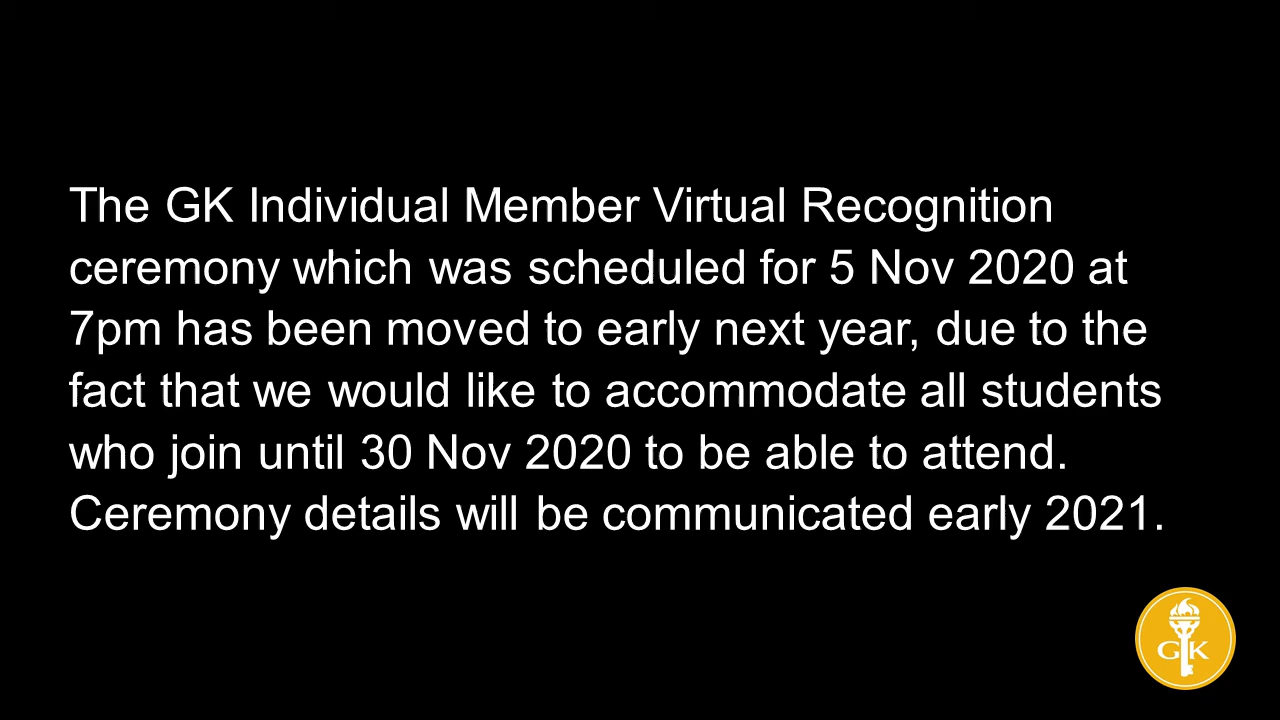 The GK Individual Member Virtual Recognition
ceremony which was scheduled for 5 Nov 2020 at
7pm has been moved to early next year, due to the
fact that we would like to accommodate all students
who join until 30 Nov 2020 to be able to attend.
Ceremony details will be communicated early 2021.
G K